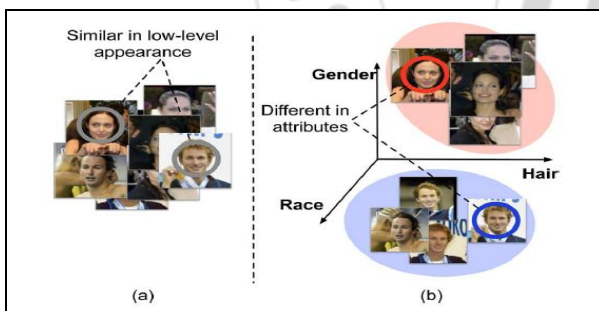 Similar in low-level
appearance
Gender
Different in
attributes
Hair
Race
(a)
(b)